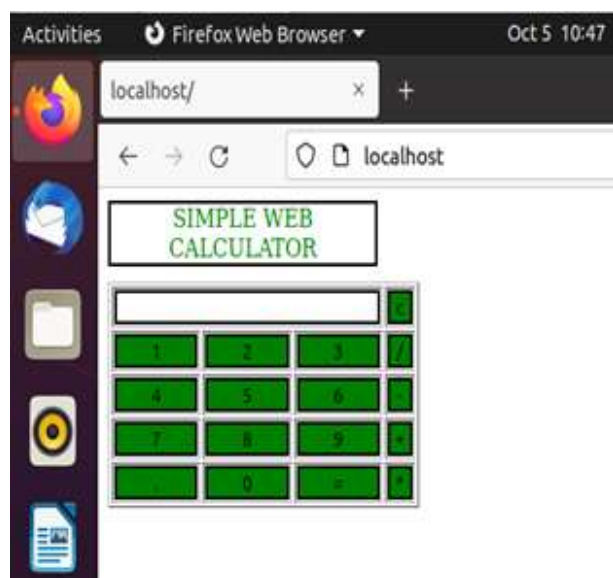 Activities Firefox Web Browser Oct 5 10:47
localhost/ × +
localhost
SIMPLE WEB
CALCULATOR
c
1 2 3 /
4 5 6 -
7 8 9 +
. 0 = *